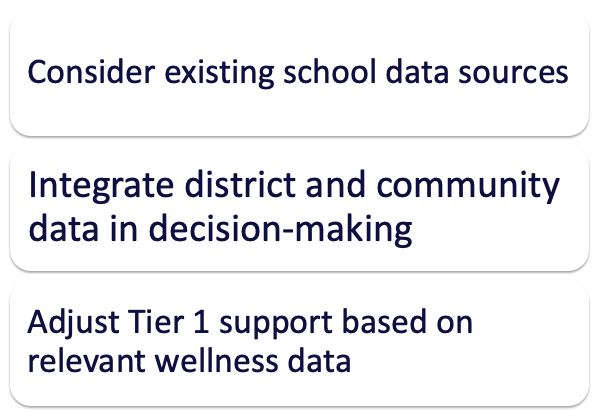 Consider existing school data sources
Integrate district and community
data in decision-making
Adjust Tier 1 support based on
relevant wellness data